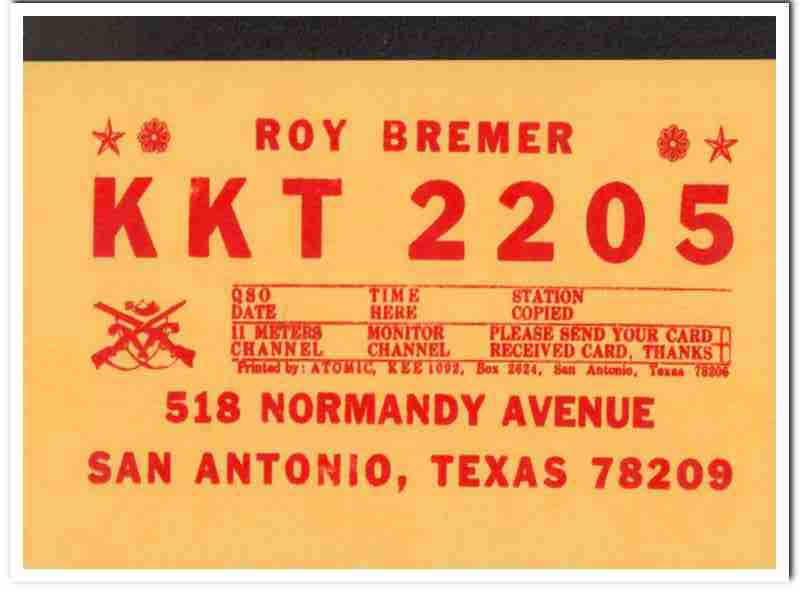 ROY BREMER
KKT 2205
QSO TIME STATION
DATE HERE COPIED
11 METERS MONITOR PLEASE SEND YOUR CARD
CHANNEL CHANNEL RECEIVED CARD, THANKS
Printed by: ATOMIC, KEE 1092, Box 2624, San Antonio, Texas 78206
518 NORMANDY AVENUE
SAN ANTONIO, TEXAS 78209